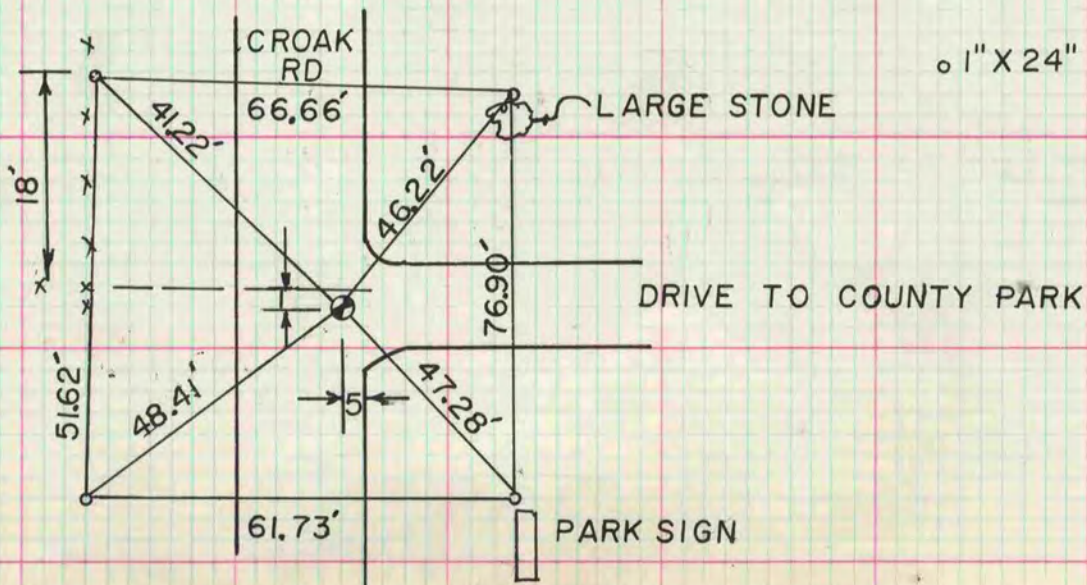 CROAK
RD
66.66'
o 1" X 24"
LARGE STONE
41.22'
46.22'
18'
76.90'
1
DRIVE TO COUNTY PARK
51.62'
48.41'
5
47.28'
61.73'
PARK SIGN